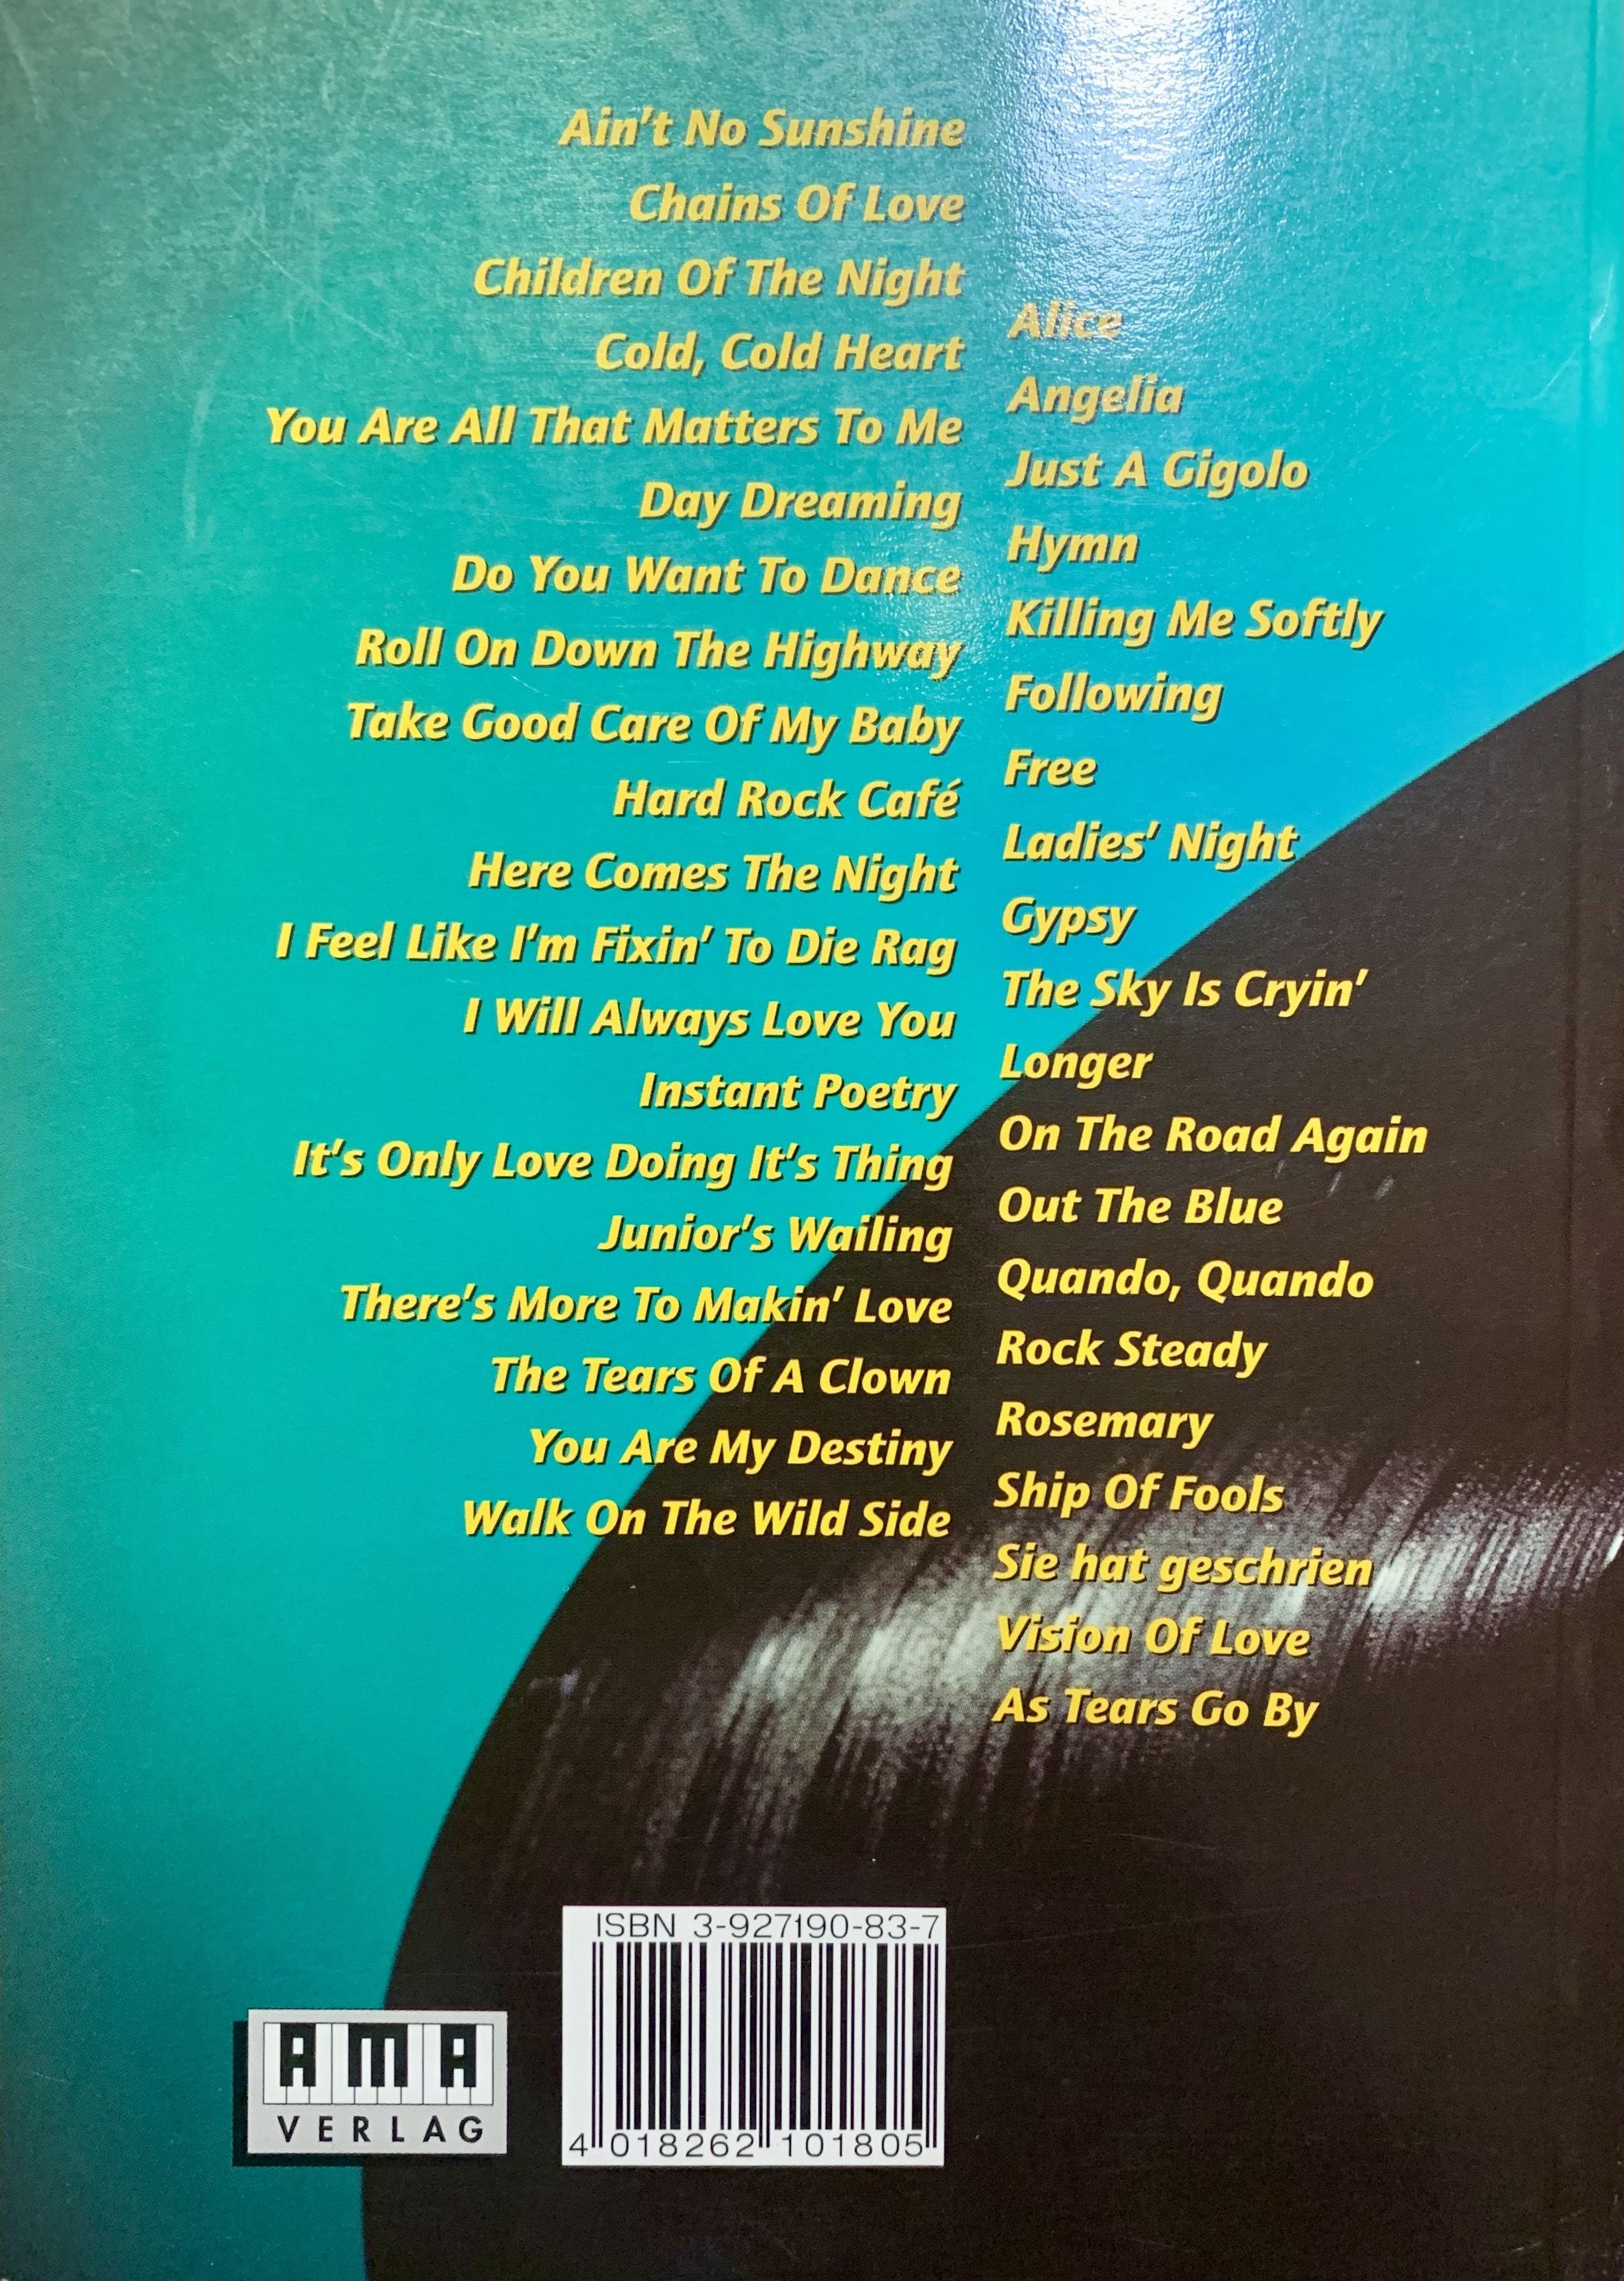 Ain't No Sunshine
Chains Of Love
Children Of The Night
Cold, Cold Heart
You Are All That Matters To Me
Day Dreaming
Do You Want To Dance
Roll On Down The Highway
Take Good Care Of My Baby
Hard Rock Café
Here Comes The Night
I Feel Like I'm Fixin' To Die Rag
I Will Always Love You
Instant Poetry
It's Only Love Doing It's Thing
Junior's Wailing
There's More To Makin' Love
The Tears Of A Clown
You Are My Destiny
Walk On The Wild Side
Alice
Angelia
Just A Gigolo
Hymn
Killing Me Softly
Following
Free
Ladies' Night
Gypsy
The Sky Is Cryin'
Longer
On The Road Again
Out The Blue
Quando, Quando
Rock Steady
Rosemary
Ship Of Fools
Sie hat geschrien
Vision Of Love
As Tears Go By
AMA
VERLAG
ISBN 3-927190-83-7
4 018262 101805